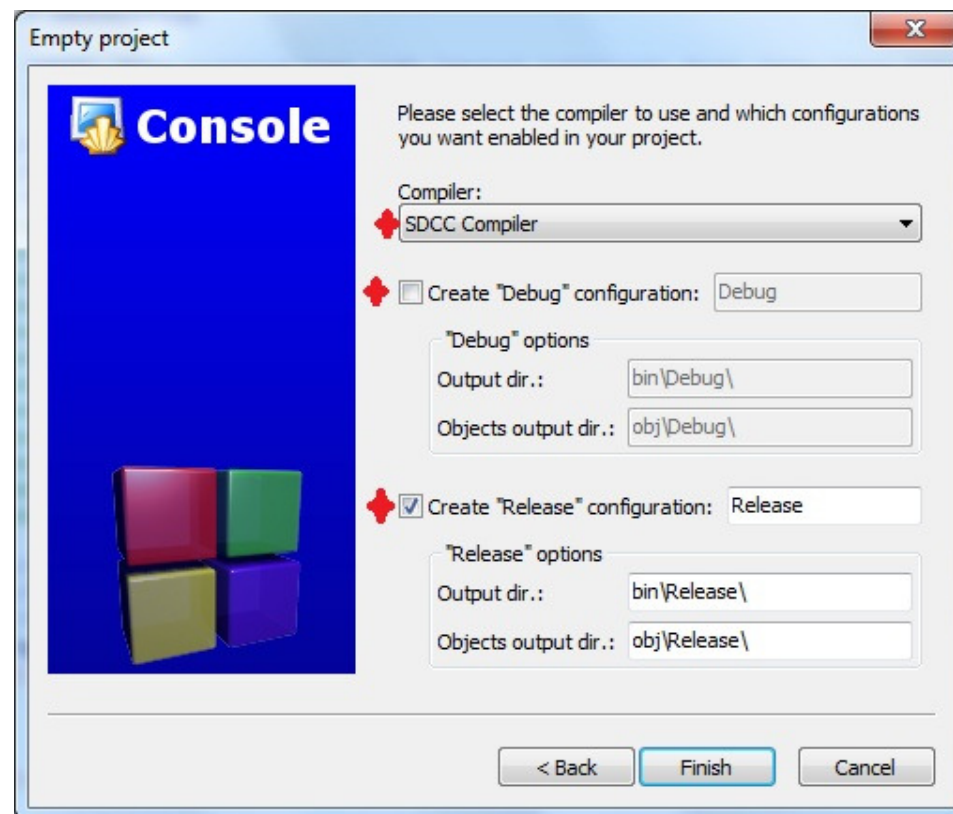 Empty project
Console
Please select the compiler to use and which configurations
you want enabled in your project.
Compiler:
SDCC Compiler
Create "Debug" configuration: Debug
"Debug" options
Output dir.: bin\Debug\
Objects output dir.: obj\Debug\
Create "Release" configuration: Release
"Release" options
Output dir.: bin\Release\
Objects output dir.: obj\Release\
< Back Finish Cancel